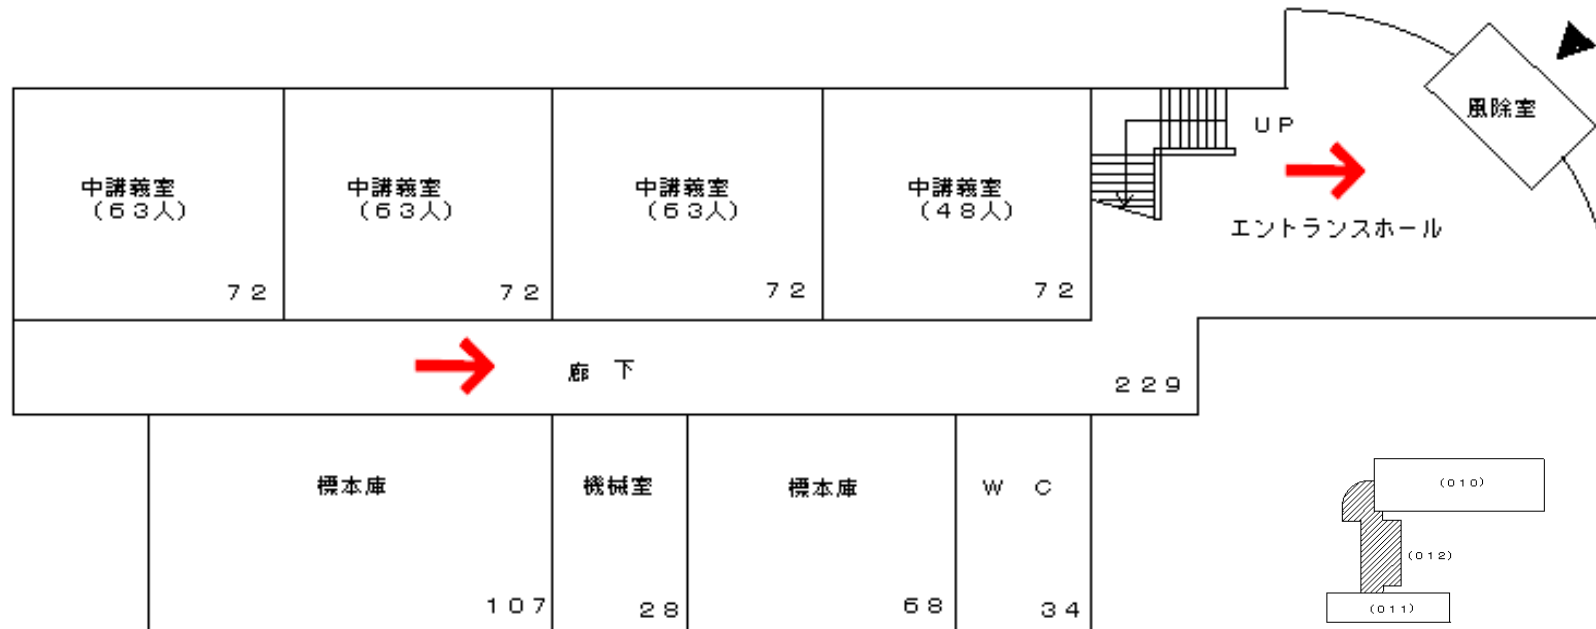 風除室
UP
中講義室
(63人)
72
中講義室
(63人)
72
中講義室
(63人)
72
中講義室
(48人)
72
エントランスホール
廊 下
229
標本庫
107
機械室
28
標本庫
68
W C
34
(010)
(012)
(011)